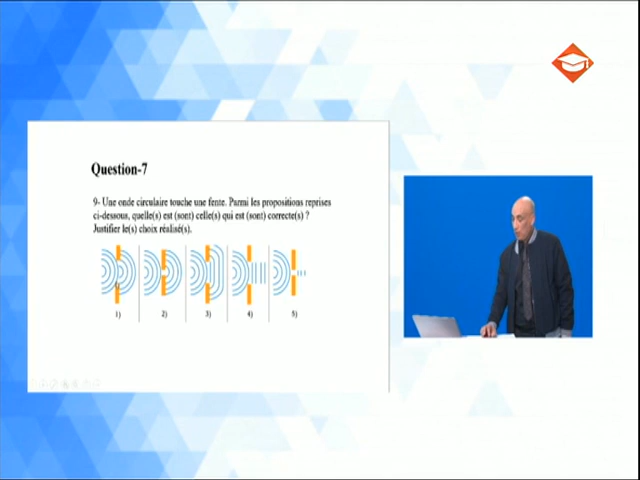 Question-7
9- Une onde circulaire touche une fente. Parmi les propositions reprises
ci-dessous, quelle(s) est (sont) celle(s) qui est (sont) correcte(s) ?
Justifier le(s) choix réalisé(s).
1) 2) 3) 4) 5)